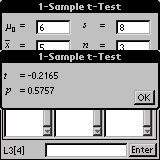 1-Sample t-Test
μ0 = 6 s = 8
x̄ = 5 n = 3
1-Sample t-Test
t = -0.2165
p = 0.5757
OK
L3[4] Enter